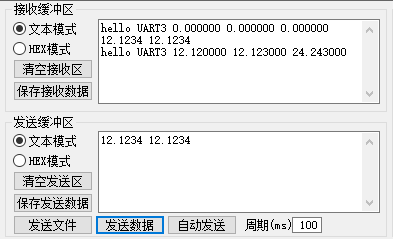 接收缓冲区
文本模式
HEX模式
清空接收区
保存接收数据
hello UART3 0.000000 0.000000 0.000000
12.1234 12.1234
hello UART3 12.120000 12.123000 24.243000
发送缓冲区
文本模式
HEX模式
清空发送区
保存发送数据
12.1234 12.1234
发送文件 发送数据 自动发送 周期(ms) 100